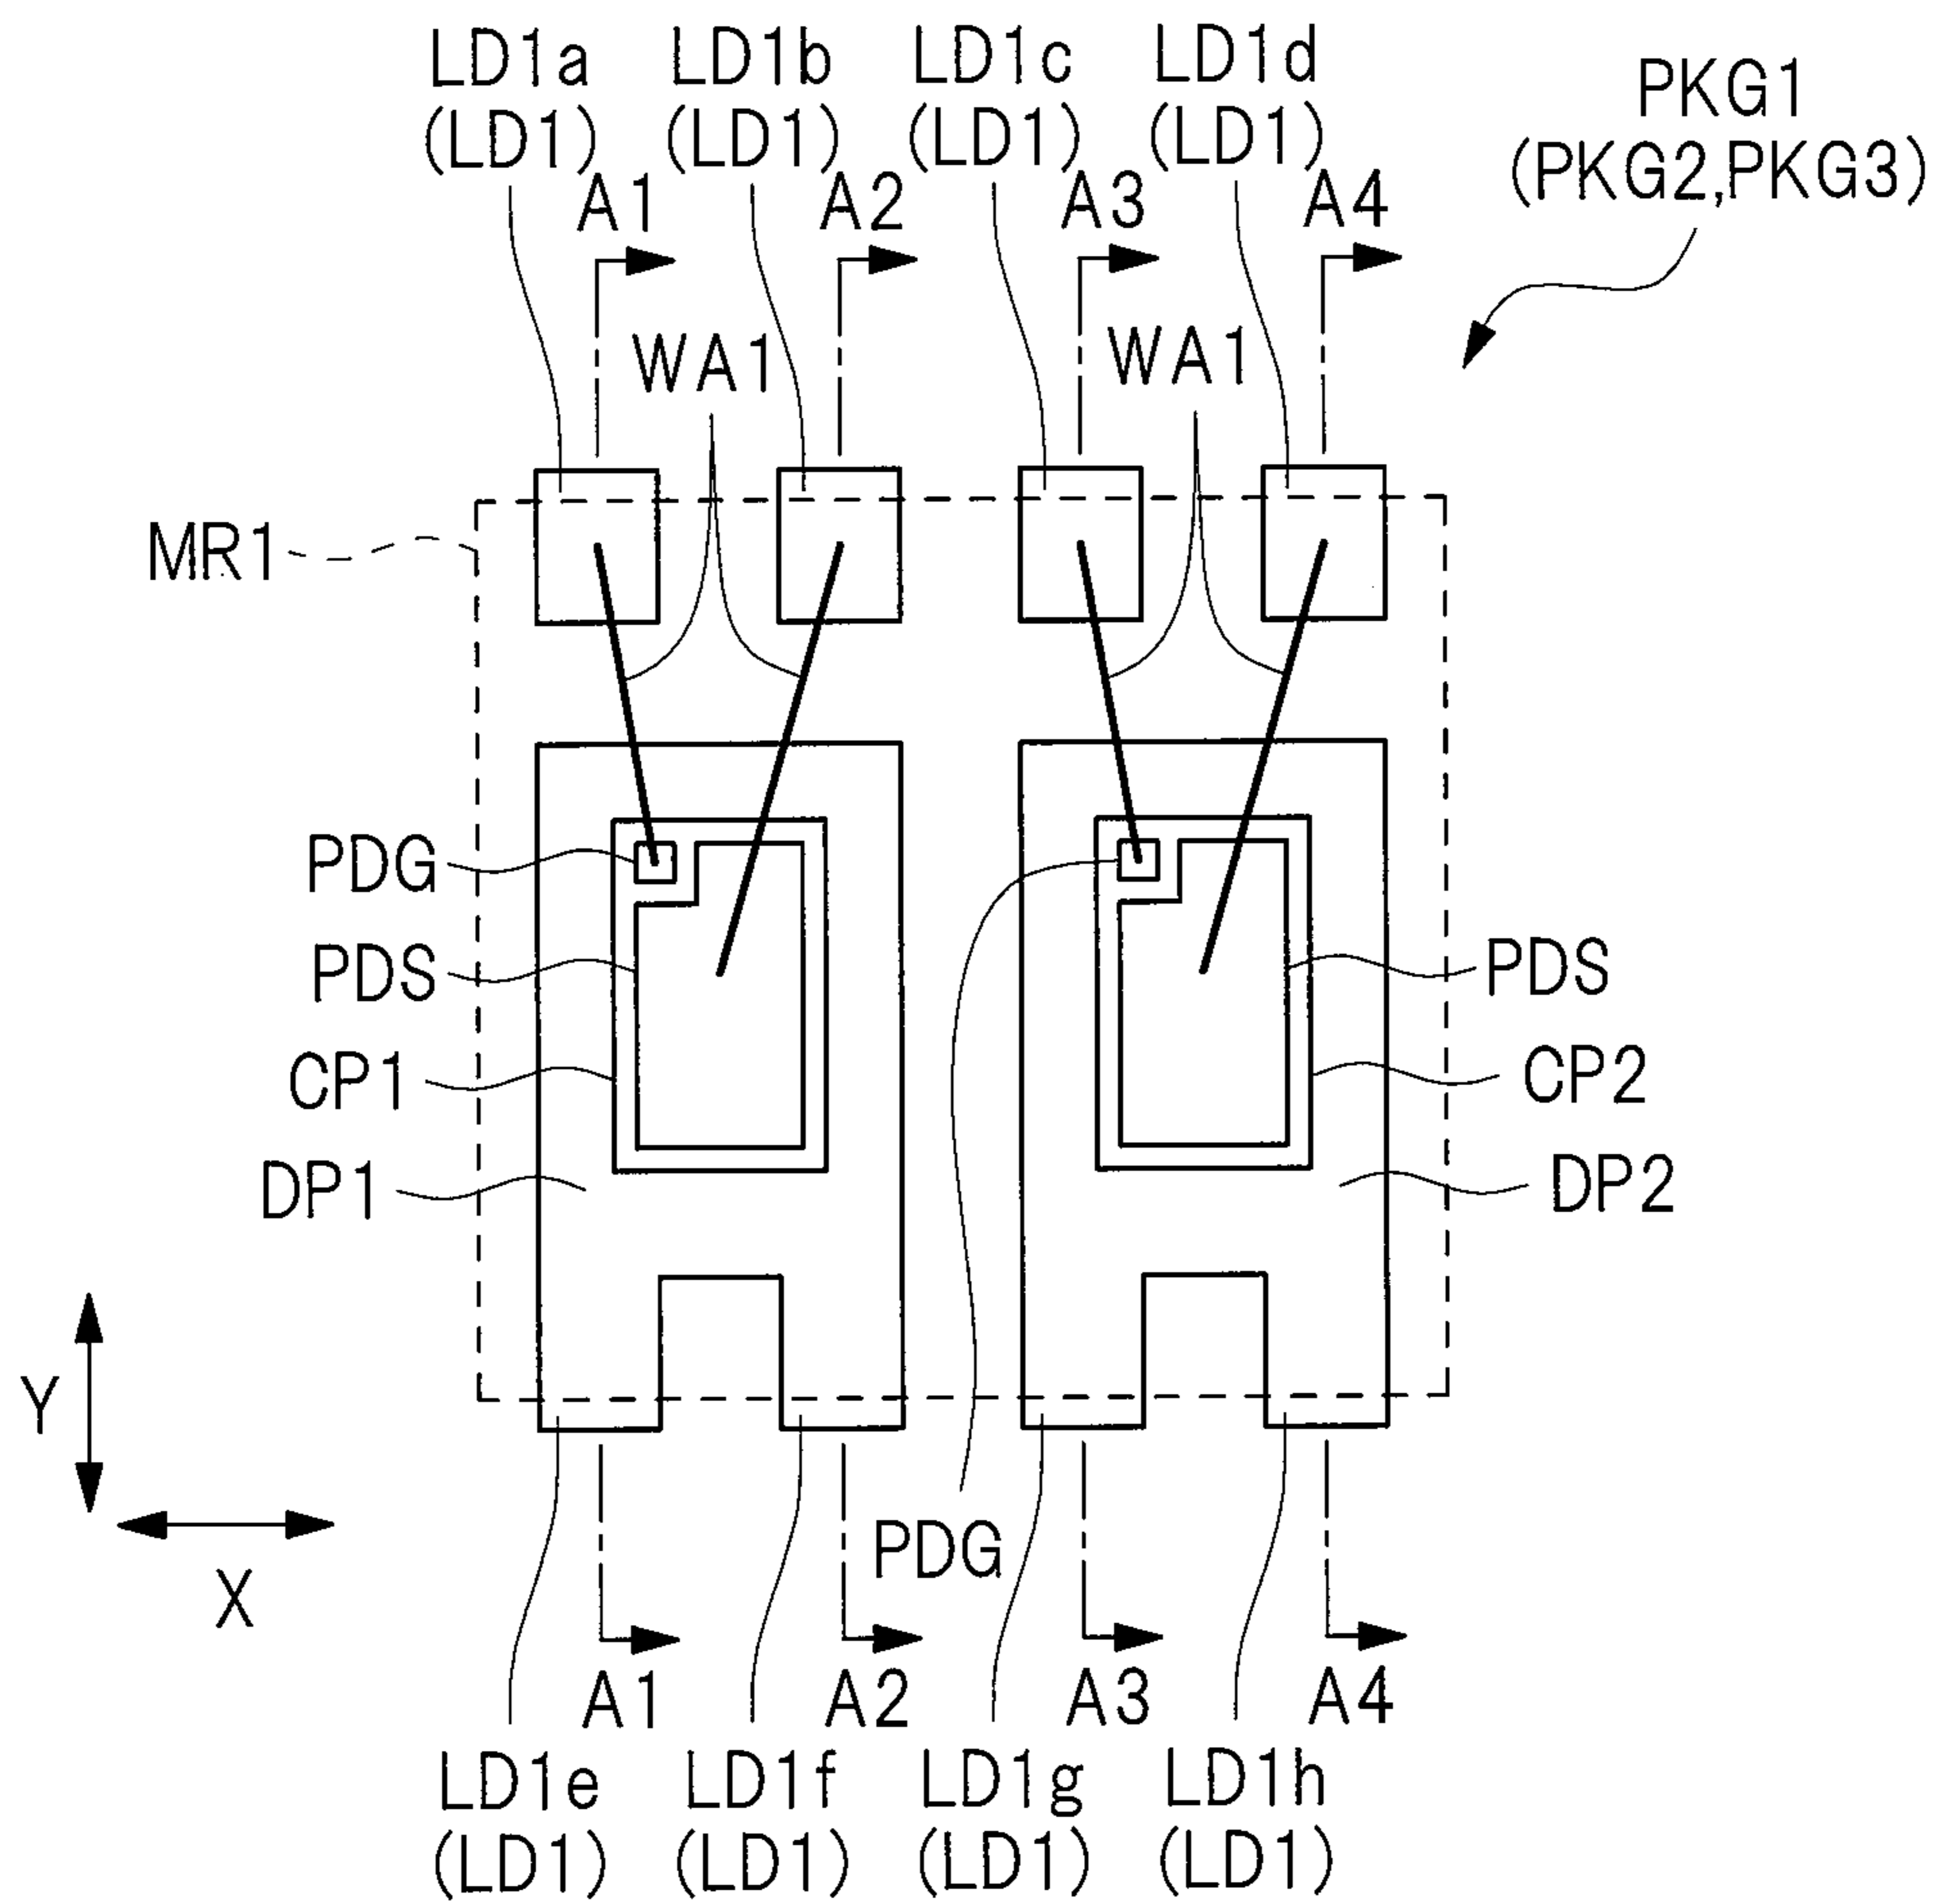 LD1a LD1b LD1c LD1d
(LD1) (LD1) (LD1) (LD1)
PKG1
(PKG2,PKG3)
A1 A2 A3 A4
WA1 WA1
MR1
PDG
PDS PDS
CP1 CP2
DP1 DP2
Y
X
PDG
A1 A2 A3 A4
LD1e LD1f LD1g LD1h
(LD1) (LD1) (LD1) (LD1)